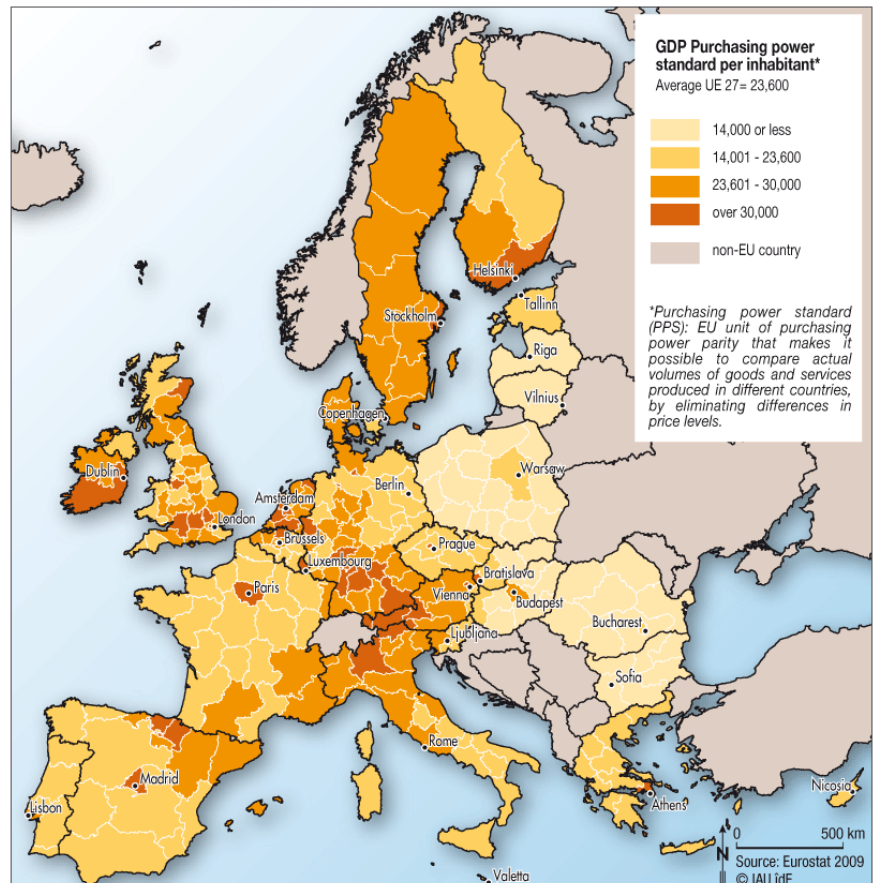 GDP Purchasing power
standard per inhabitant*
Average UE 27= 23,600
14,000 or less
14,001 - 23,600
23,601 - 30,000
over 30,000
non-EU country
*Purchasing power standard
(PPS): EU unit of purchasing
power parity that makes it
possible to compare actual
volumes of goods and services
produced in different countries,
by eliminating differences in
price levels.
Helsinki
Tallinn
Stockholm
Riga
Vilnius
Copenhagen
Dublin
Warsaw
Berlin
Amsterdam
London
Brussels
Prague
Luxembourg
Paris
Bratislava
Vienna
Budapest
Bucharest
Ljubljana
Sofia
Rome
Madrid
Nicosia
Lisbon
Athens
0 500 km
N
Source: Eurostat 2009
© IAU îdF
Valetta